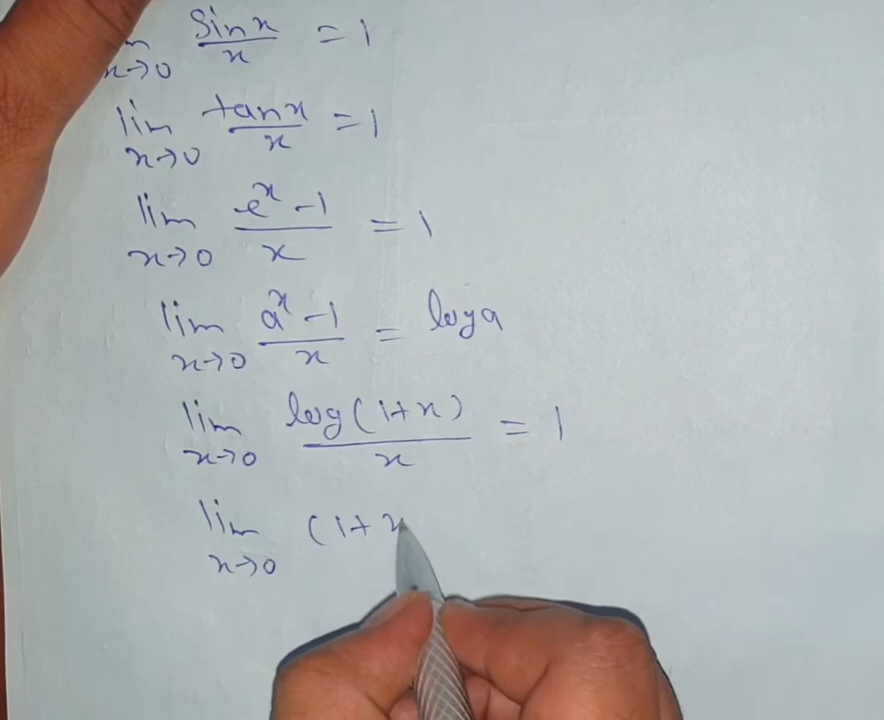 lim x→0 sinx/x = 1
lim x→0 tanx/x = 1
lim x→0 (e^x - 1)/x = 1
lim x→0 (a^x - 1)/x = log a
lim x→0 log(1+x)/x = 1
lim x→0 (1+x